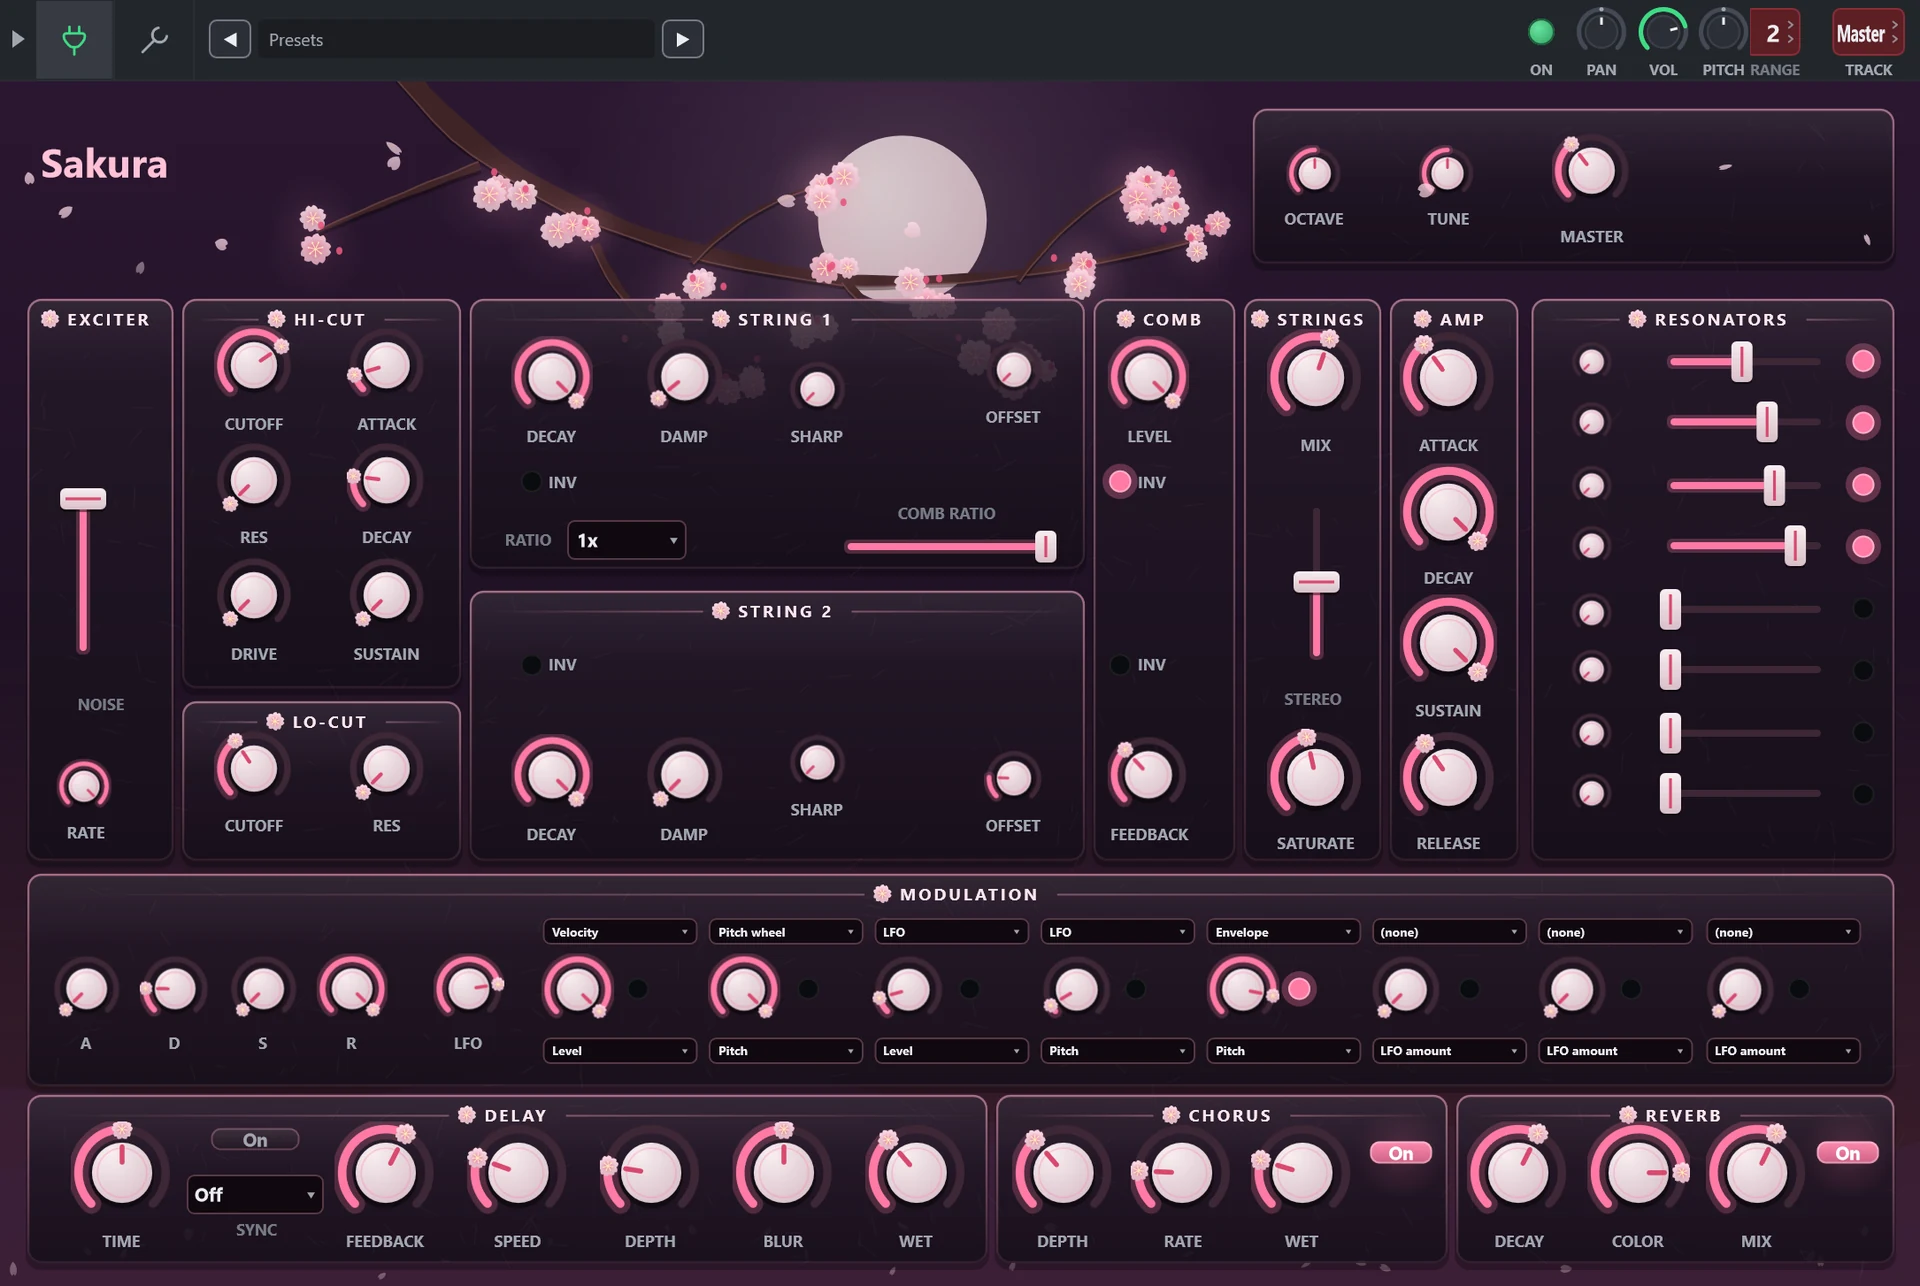 Presets
2
Master
ON
PAN
VOL
PITCH
RANGE
TRACK
Sakura
OCTAVE
TUNE
MASTER
EXCITER
NOISE
RATE
HI-CUT
CUTOFF
ATTACK
RES
DECAY
DRIVE
SUSTAIN
LO-CUT
CUTOFF
RES
STRING 1
DECAY
DAMP
SHARP
OFFSET
INV
COMB RATIO
RATIO
1x
STRING 2
INV
SHARP
DECAY
DAMP
OFFSET
COMB
LEVEL
INV
INV
FEEDBACK
STRINGS
MIX
STEREO
SATURATE
AMP
ATTACK
DECAY
SUSTAIN
RELEASE
RESONATORS
MODULATION
Velocity
Pitch wheel
LFO
LFO
Envelope
(none)
(none)
(none)
A
D
S
R
LFO
Level
Pitch
Level
Pitch
Pitch
LFO amount
LFO amount
LFO amount
DELAY
On
Off
SYNC
TIME
FEEDBACK
SPEED
DEPTH
BLUR
WET
CHORUS
On
DEPTH
RATE
WET
REVERB
On
DECAY
COLOR
MIX